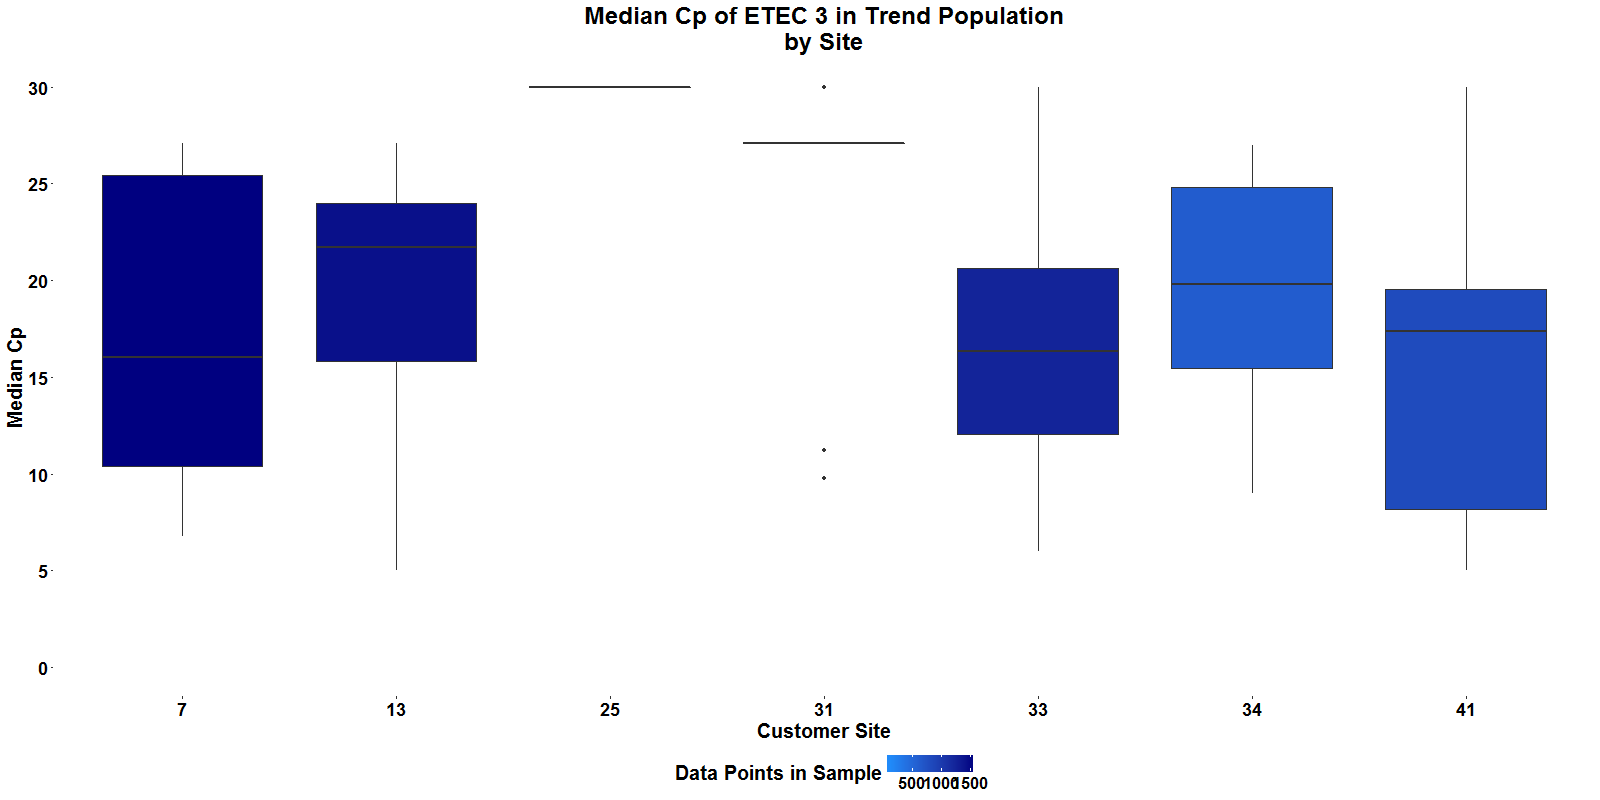 Median Cp of ETEC 3 in Trend Population
by Site
30
25
20
15
10
5
0
Median Cp
7 13 25 31 33 34 41
Customer Site
Data Points in Sample
500 1000 1500